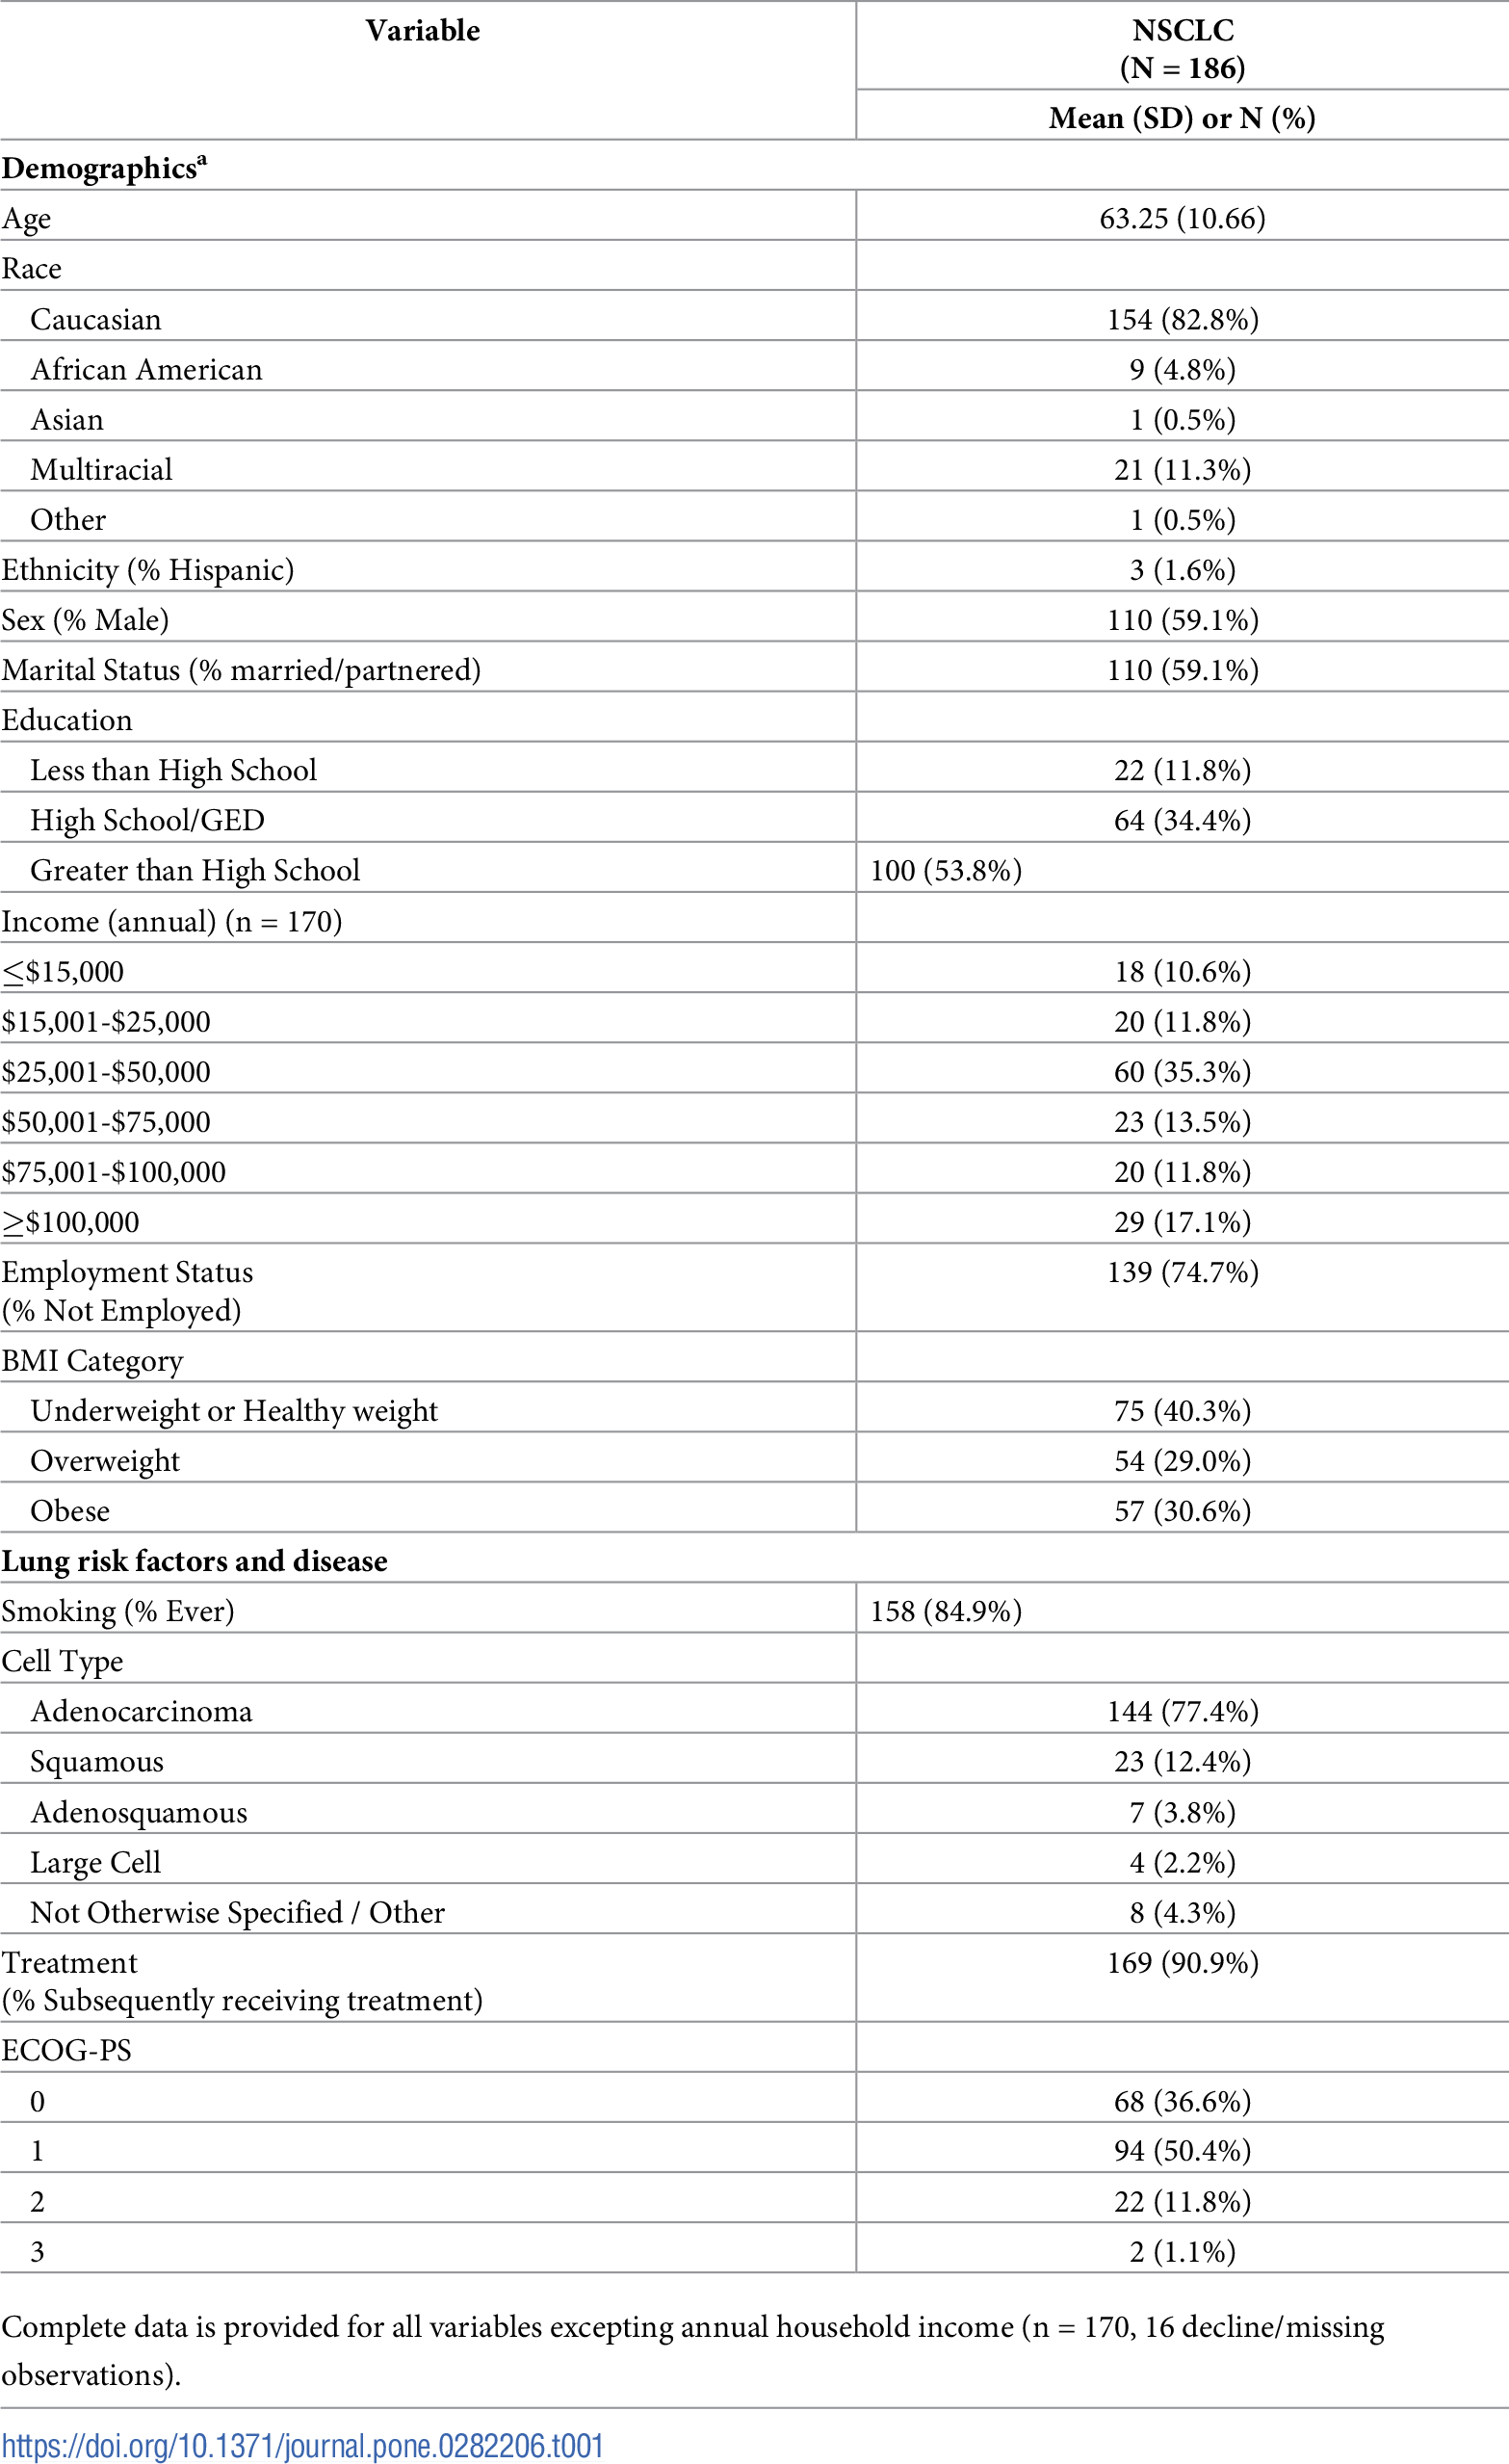 Variable NSCLC
(N = 186)
Mean (SD) or N (%)
Demographicsᵃ
Age 63.25 (10.66)
Race
Caucasian 154 (82.8%)
African American 9 (4.8%)
Asian 1 (0.5%)
Multiracial 21 (11.3%)
Other 1 (0.5%)
Ethnicity (% Hispanic) 3 (1.6%)
Sex (% Male) 110 (59.1%)
Marital Status (% married/partnered) 110 (59.1%)
Education
Less than High School 22 (11.8%)
High School/GED 64 (34.4%)
Greater than High School 100 (53.8%)
Income (annual) (n = 170)
≤$15,000 18 (10.6%)
$15,001-$25,000 20 (11.8%)
$25,001-$50,000 60 (35.3%)
$50,001-$75,000 23 (13.5%)
$75,001-$100,000 20 (11.8%)
≥$100,000 29 (17.1%)
Employment Status 139 (74.7%)
(% Not Employed)
BMI Category
Underweight or Healthy weight 75 (40.3%)
Overweight 54 (29.0%)
Obese 57 (30.6%)
Lung risk factors and disease
Smoking (% Ever) 158 (84.9%)
Cell Type
Adenocarcinoma 144 (77.4%)
Squamous 23 (12.4%)
Adenosquamous 7 (3.8%)
Large Cell 4 (2.2%)
Not Otherwise Specified / Other 8 (4.3%)
Treatment 169 (90.9%)
(% Subsequently receiving treatment)
ECOG-PS
0 68 (36.6%)
1 94 (50.4%)
2 22 (11.8%)
3 2 (1.1%)
Complete data is provided for all variables excepting annual household income (n = 170, 16 decline/missing
observations).
https://doi.org/10.1371/journal.pone.0282206.t001